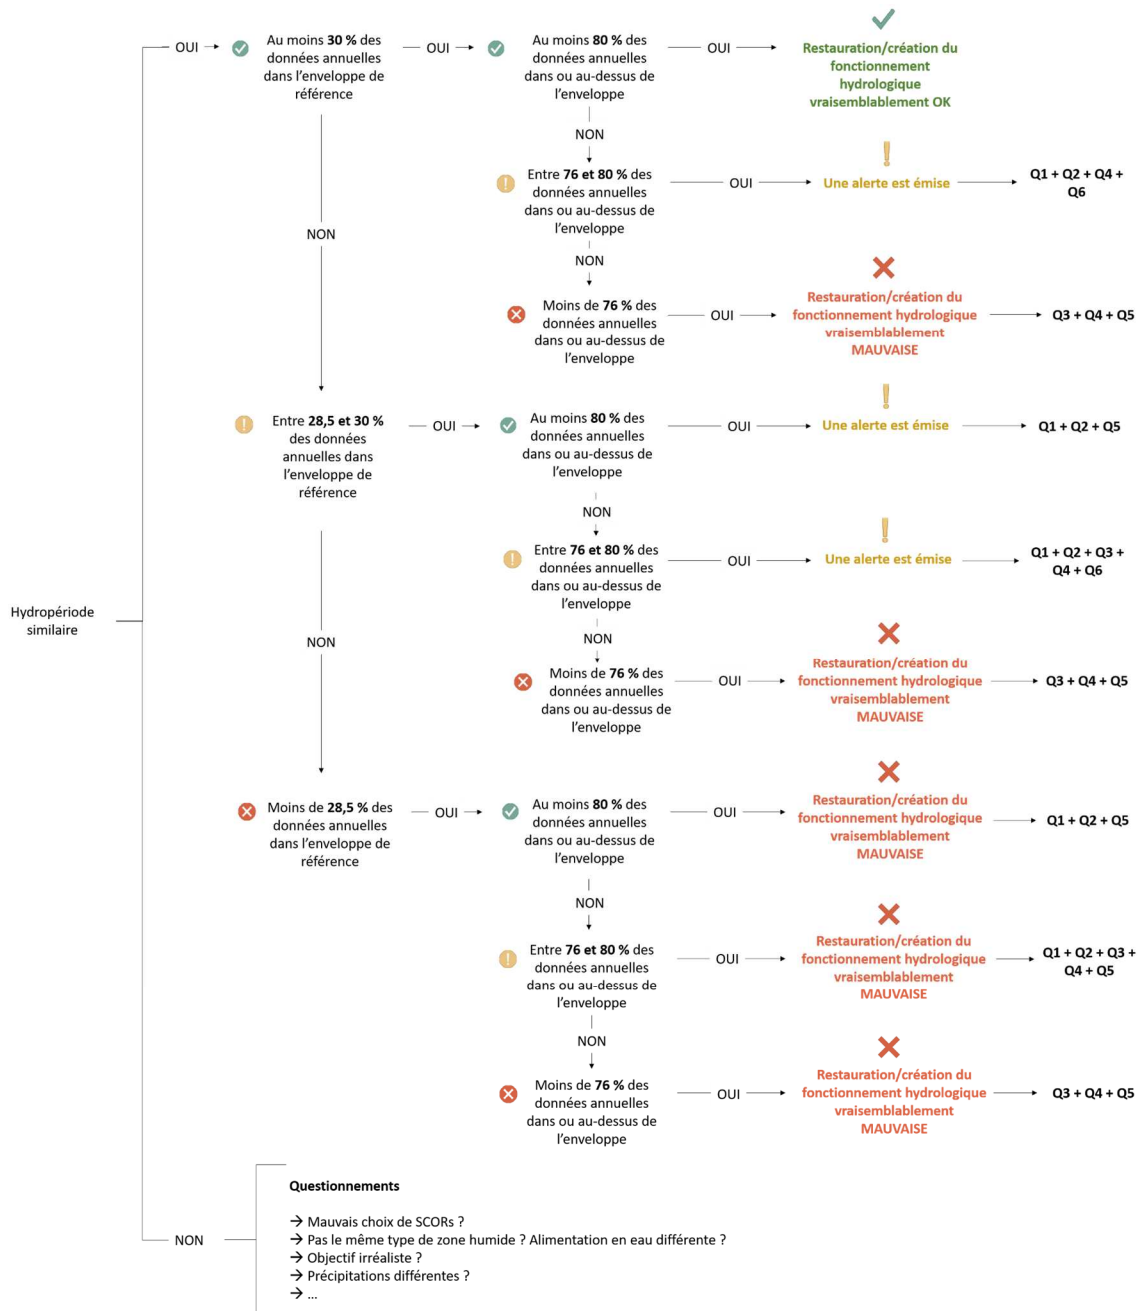 OUI
Au moins 30 % des
données annuelles
dans l'enveloppe de
référence
OUI
Au moins 80 % des
données annuelles
dans ou au-dessus de
l'enveloppe
OUI
Restauration/création du
fonctionnement
hydrologique
vraisemblablement OK
NON
Entre 76 et 80 % des
données annuelles
dans ou au-dessus de
l'enveloppe
OUI
Une alerte est émise
Q1 + Q2 + Q4 +
Q6
NON
NON
Moins de 76 % des
données annuelles
dans ou au-dessus de
l'enveloppe
OUI
Restauration/création du
fonctionnement hydrologique
vraisemblablement
MAUVAISE
Q3 + Q4 + Q5
Entre 28,5 et 30 %
des données
annuelles dans
l'enveloppe de
référence
OUI
Au moins 80 % des
données annuelles
dans ou au-dessus de
l'enveloppe
OUI
Une alerte est émise
Q1 + Q2 + Q5
NON
Entre 76 et 80 % des
données annuelles
dans ou au-dessus de
l'enveloppe
OUI
Une alerte est émise
Q1 + Q2 + Q3 +
Q4 + Q6
Hydropériode
similaire
NON
NON
Moins de 76 % des
données annuelles
dans ou au-dessus de
l'enveloppe
OUI
Restauration/création du
fonctionnement hydrologique
vraisemblablement
MAUVAISE
Q3 + Q4 + Q5
Moins de 28,5 % des
données annuelles
dans l'enveloppe de
référence
OUI
Au moins 80 % des
données annuelles
dans ou au-dessus de
l'enveloppe
OUI
Restauration/création du
fonctionnement hydrologique
vraisemblablement
MAUVAISE
Q1 + Q2 + Q5
NON
Entre 76 et 80 % des
données annuelles
dans ou au-dessus de
l'enveloppe
OUI
Restauration/création du
fonctionnement hydrologique
vraisemblablement
MAUVAISE
Q1 + Q2 + Q3 +
Q4 + Q5
NON
Moins de 76 % des
données annuelles
dans ou au-dessus de
l'enveloppe
OUI
Restauration/création du
fonctionnement hydrologique
vraisemblablement
MAUVAISE
Q3 + Q4 + Q5
NON
Questionnements
→ Mauvais choix de SCORs ?
→ Pas le même type de zone humide ? Alimentation en eau différente ?
→ Objectif irréaliste ?
→ Précipitations différentes ?
→ ...